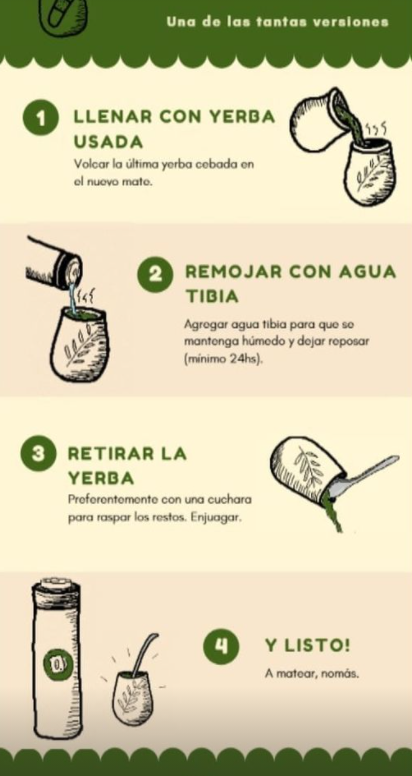 Una de las tantas versiones
1
LLENAR CON YERBA
USADA
Volcar la última yerba cebada en
el nuevo mate.
2
REMOJAR CON AGUA
TIBIA
Agregar agua tibia para que se
mantenga húmedo y dejar reposar
(mínimo 24hs).
3
RETIRAR LA
YERBA
Preferentemente con una cuchara
para raspar los restos. Enjuagar.
4
Y LISTO!
A matear, nomás.